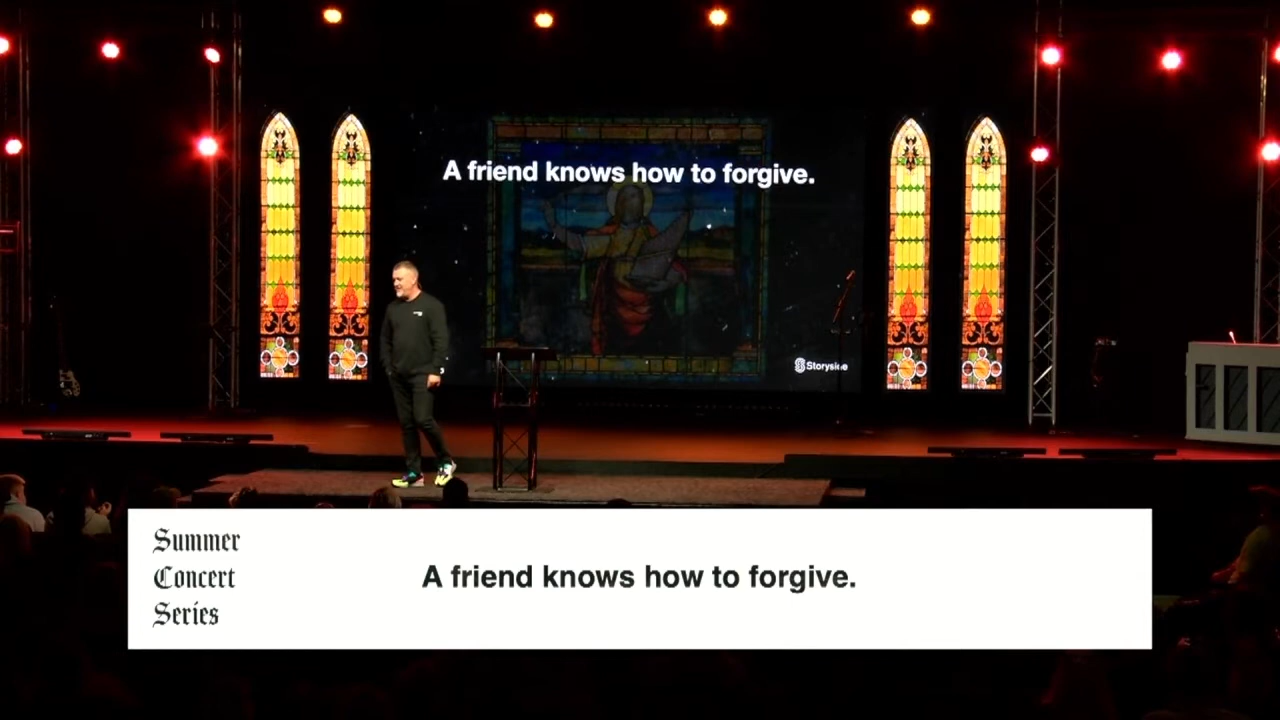 A friend knows how to forgive.
Storyside
Summer
Concert
Series
A friend knows how to forgive.